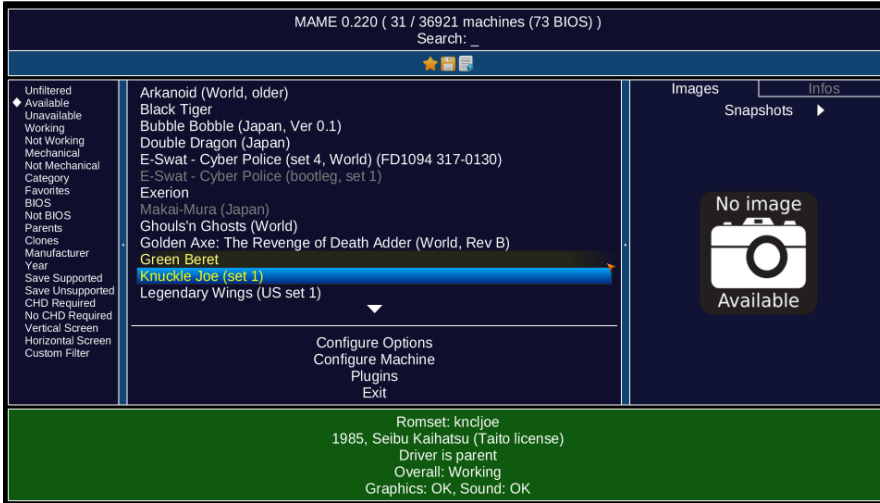 MAME 0.220 ( 31 / 36921 machines (73 BIOS) )
Search: _
Unfiltered
Available
Unavailable
Working
Not Working
Mechanical
Not Mechanical
Category
Favorites
BIOS
Not BIOS
Parents
Clones
Manufacturer
Year
Save Supported
Save Unsupported
CHD Required
No CHD Required
Vertical Screen
Horizontal Screen
Custom Filter
Arkanoid (World, older)
Black Tiger
Bubble Bobble (Japan, Ver 0.1)
Double Dragon (Japan)
E-Swat - Cyber Police (set 4, World) (FD1094 317-0130)
E-Swat - Cyber Police (bootleg, set 1)
Exerion
Makai-Mura (Japan)
Ghouls'n Ghosts (World)
Golden Axe: The Revenge of Death Adder (World, Rev B)
Green Beret
Knuckle Joe (set 1)
Legendary Wings (US set 1)
Configure Options
Configure Machine
Plugins
Exit
Images Infos
Snapshots
No image
Available
Romset: kncljoe
1985, Seibu Kaihatsu (Taito license)
Driver is parent
Overall: Working
Graphics: OK, Sound: OK